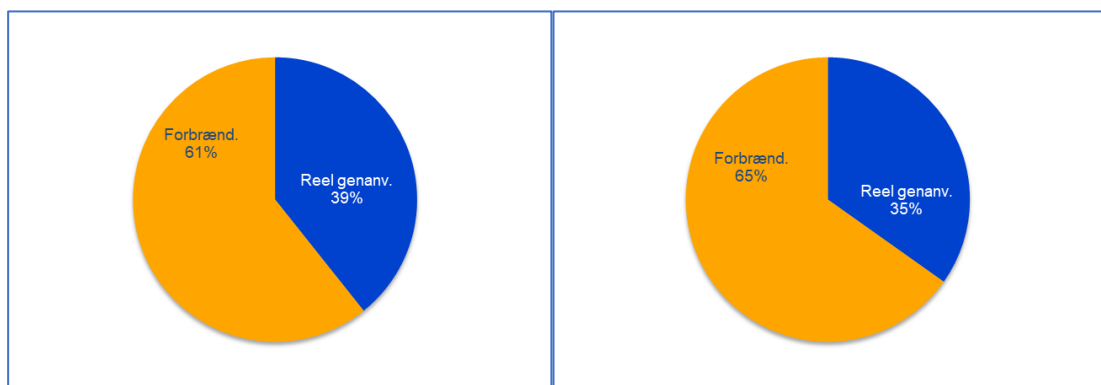 Forbrænd.
61%
Reel genanv.
39%
Forbrænd.
65%
Reel genanv.
35%